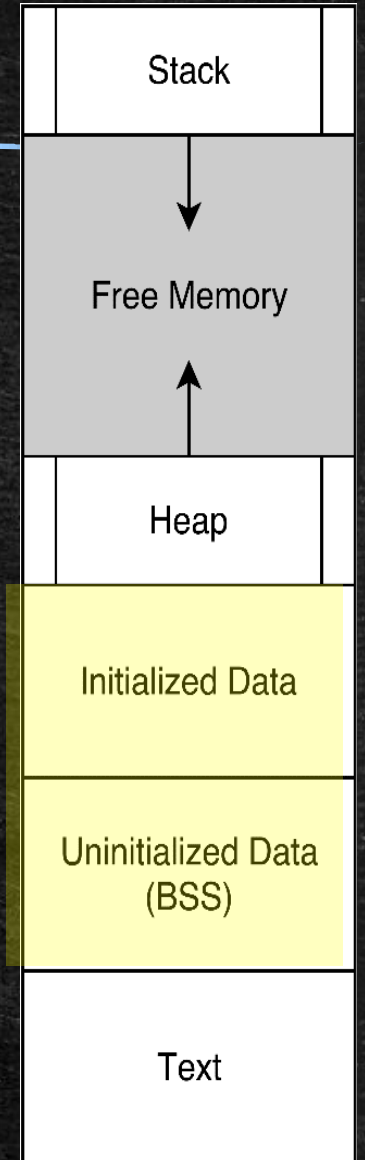 Stack
Free Memory
Heap
Initialized Data
Uninitialized Data
(BSS)
Text